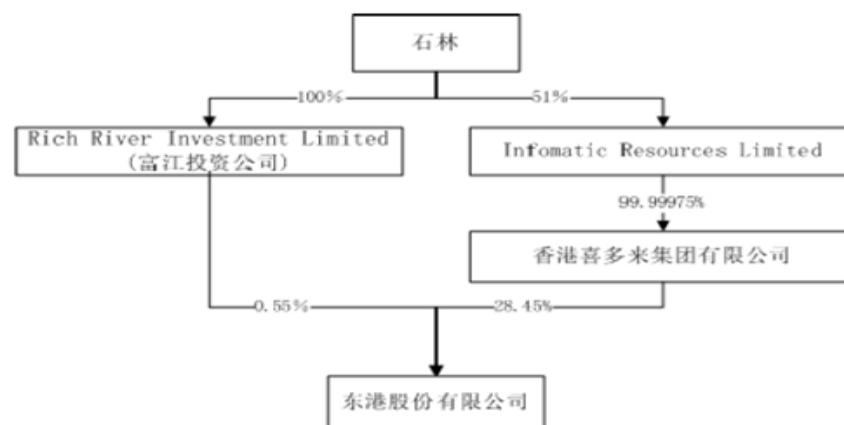 石林
100%
51%
Rich River Investment Limited
(富江投资公司)
Infomatic Resources Limited
99.99975%
香港喜多来集团有限公司
0.55%
28.45%
东港股份有限公司